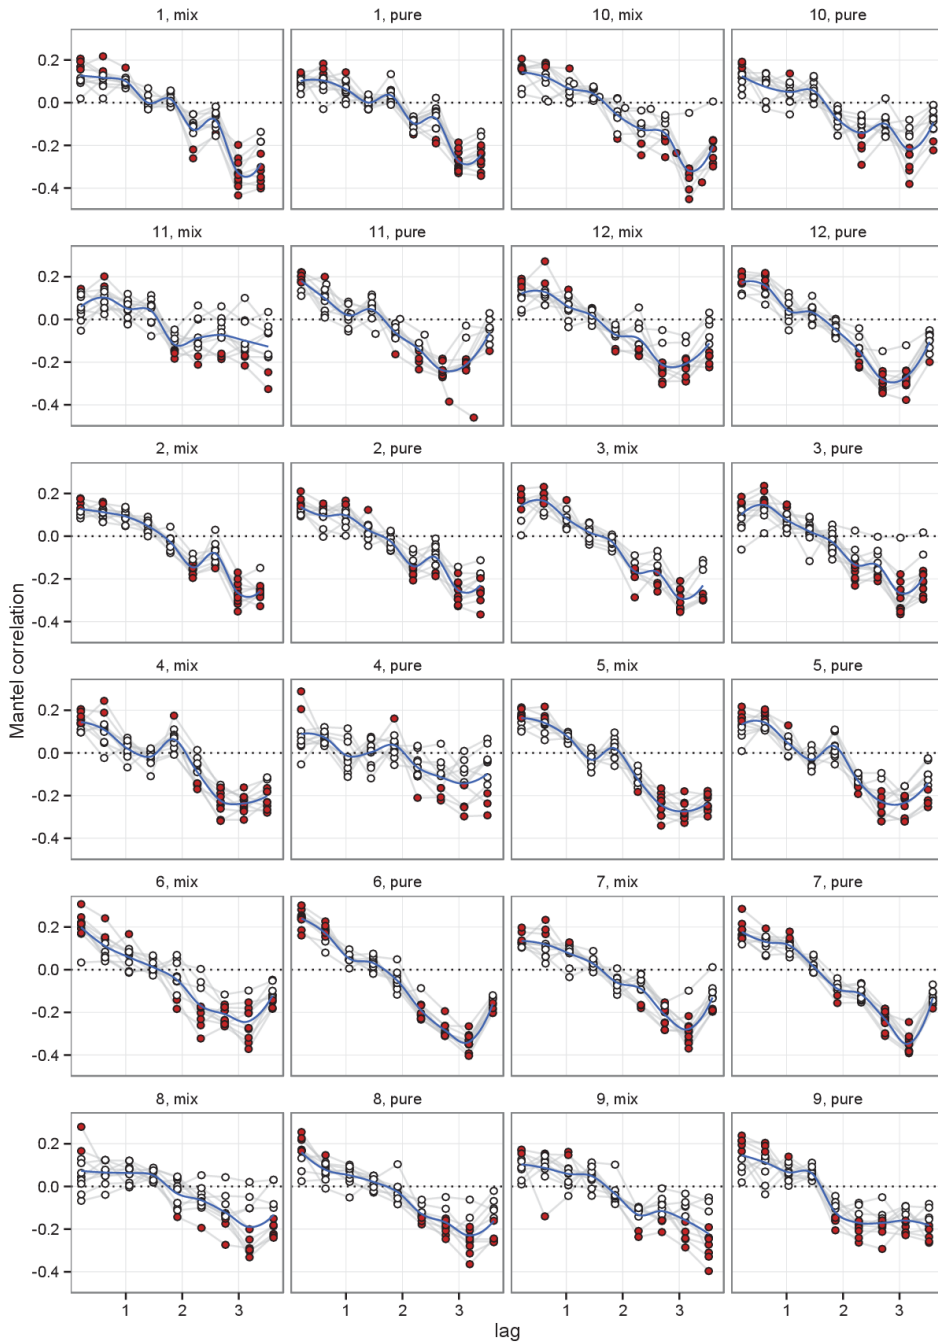 1, mix 1, pure 10, mix 10, pure
0.2
0.0
-0.2
-0.4
11, mix 11, pure 12, mix 12, pure
0.2
0.0
-0.2
-0.4
2, mix 2, pure 3, mix 3, pure
0.2
0.0
-0.2
-0.4
Mantel correlation
4, mix 4, pure 5, mix 5, pure
0.2
0.0
-0.2
-0.4
6, mix 6, pure 7, mix 7, pure
0.2
0.0
-0.2
-0.4
8, mix 8, pure 9, mix 9, pure
0.2
0.0
-0.2
-0.4
1 2 3 1 2 3 1 2 3 1 2 3
lag